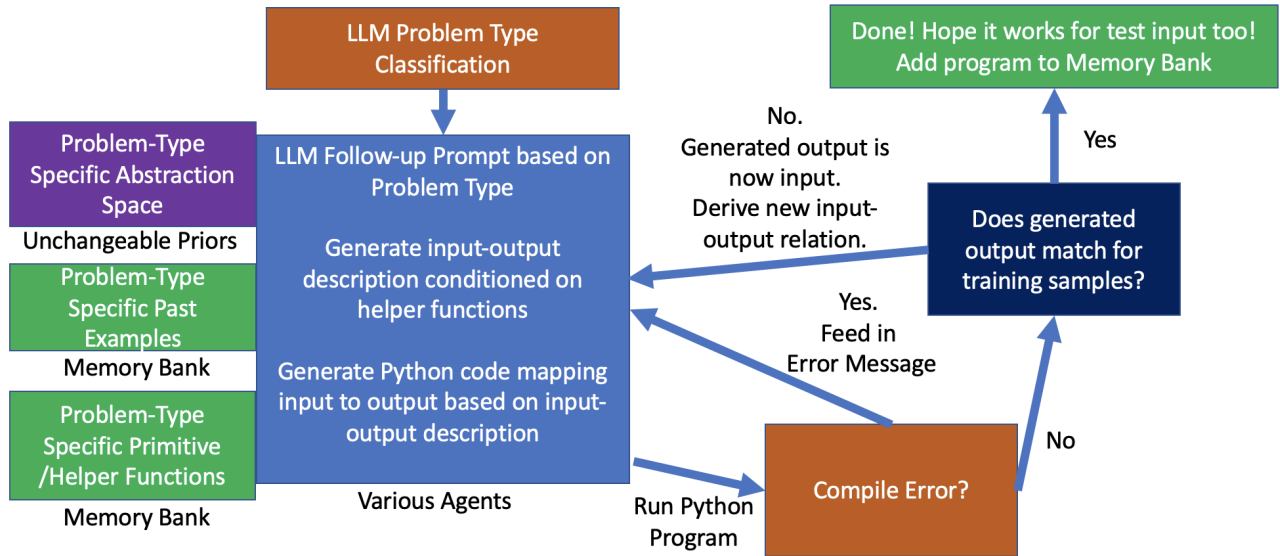 LLM Problem Type
Classification
Done! Hope it works for test input too!
Add program to Memory Bank
Problem-Type
Specific Abstraction
Space
Unchangeable Priors
Problem-Type
Specific Past
Examples
Memory Bank
Problem-Type
Specific Primitive
/Helper Functions
Memory Bank
LLM Follow-up Prompt based on
Problem Type
Generate input-output
description conditioned on
helper functions
Generate Python code mapping
input to output based on input-
output description
Various Agents
No.
Generated output is
now input.
Derive new input-
output relation.
Yes
Does generated
output match for
training samples?
Yes.
Feed in
Error Message
No
Run Python
Program
Compile Error?